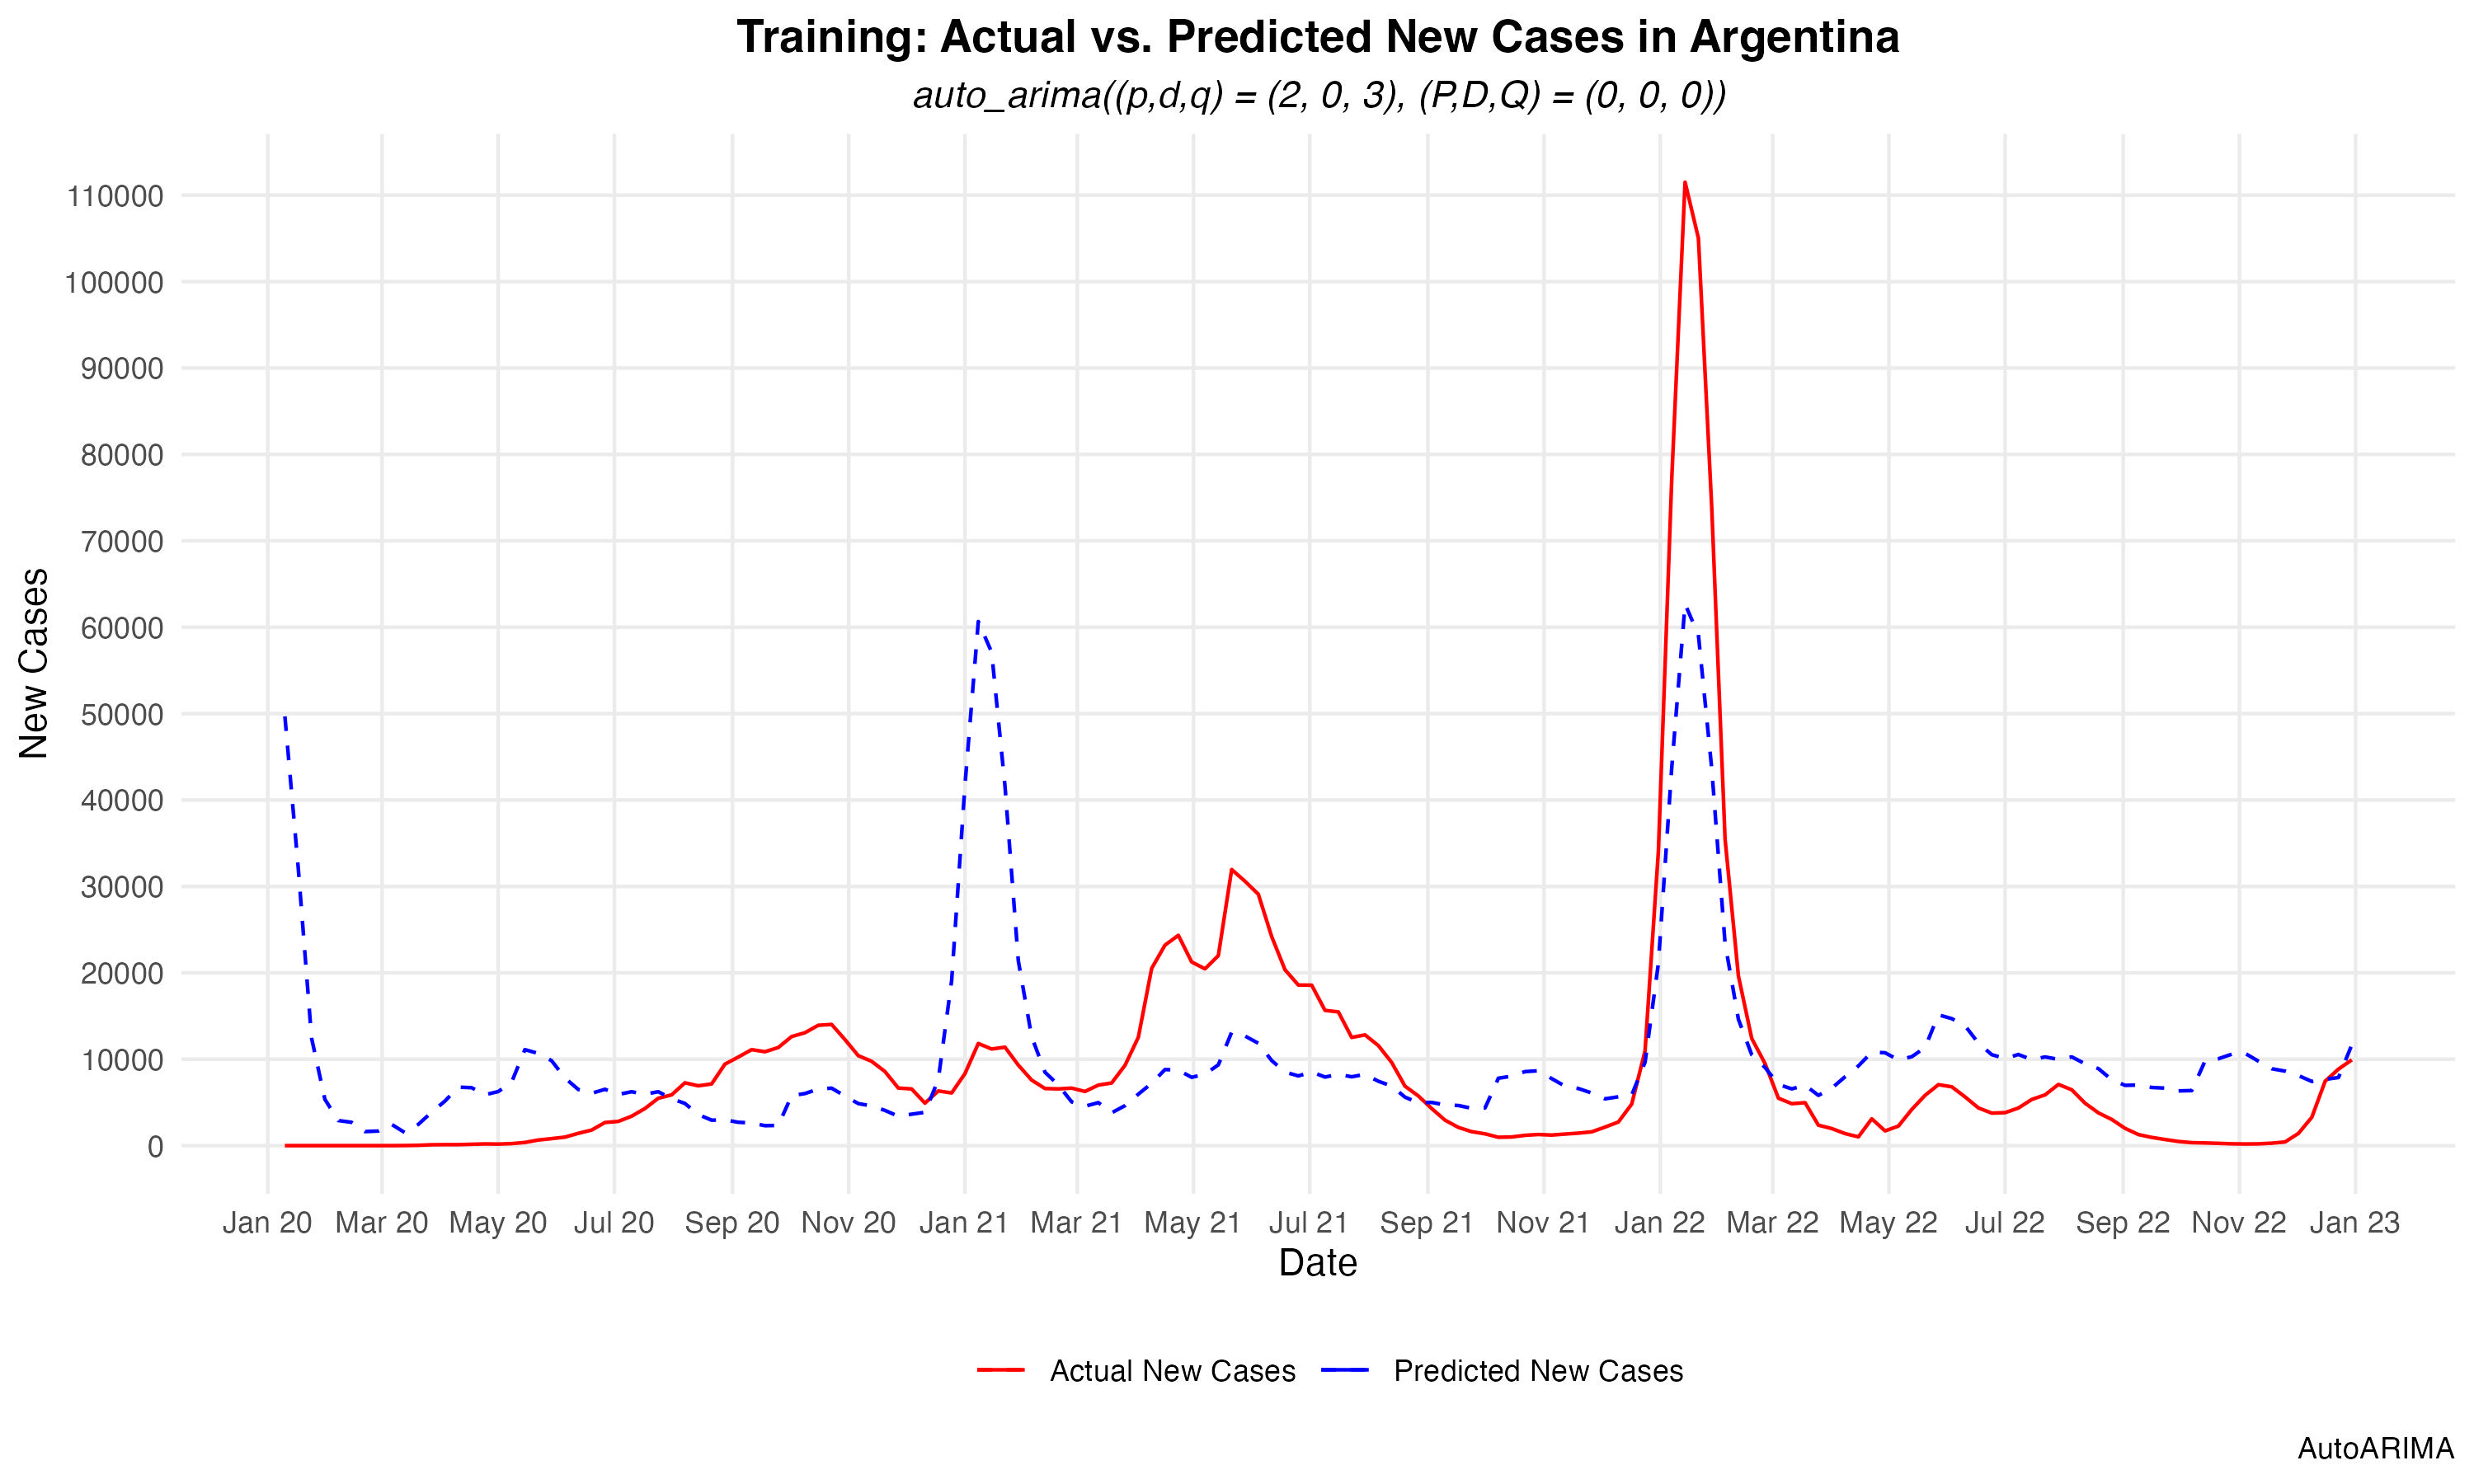 Training: Actual vs. Predicted New Cases in Argentina
auto_arima((p,d,q) = (2, 0, 3), (P,D,Q) = (0, 0, 0))
New Cases
110000
100000
90000
80000
70000
60000
50000
40000
30000
20000
10000
0
Jan 20 Mar 20 May 20 Jul 20 Sep 20 Nov 20 Jan 21 Mar 21 May 21 Jul 21 Sep 21 Nov 21 Jan 22 Mar 22 May 22 Jul 22 Sep 22 Nov 22 Jan 23
Date
Actual New Cases Predicted New Cases
AutoARIMA